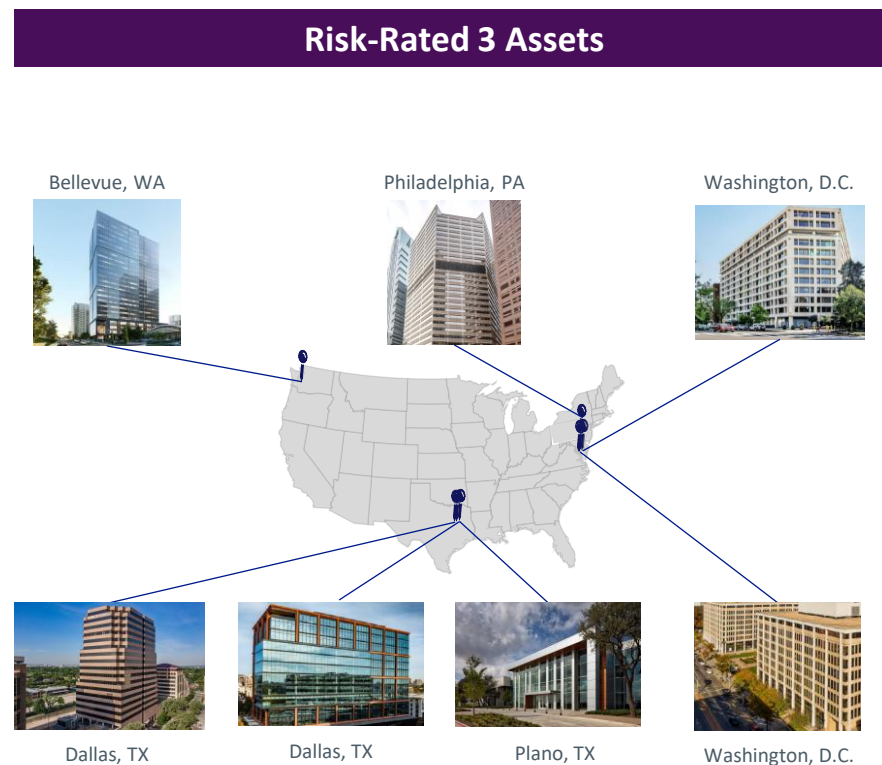 Risk-Rated 3 Assets
Bellevue, WA
Philadelphia, PA
Washington, D.C.
Dallas, TX
Dallas, TX
Plano, TX
Washington, D.C.